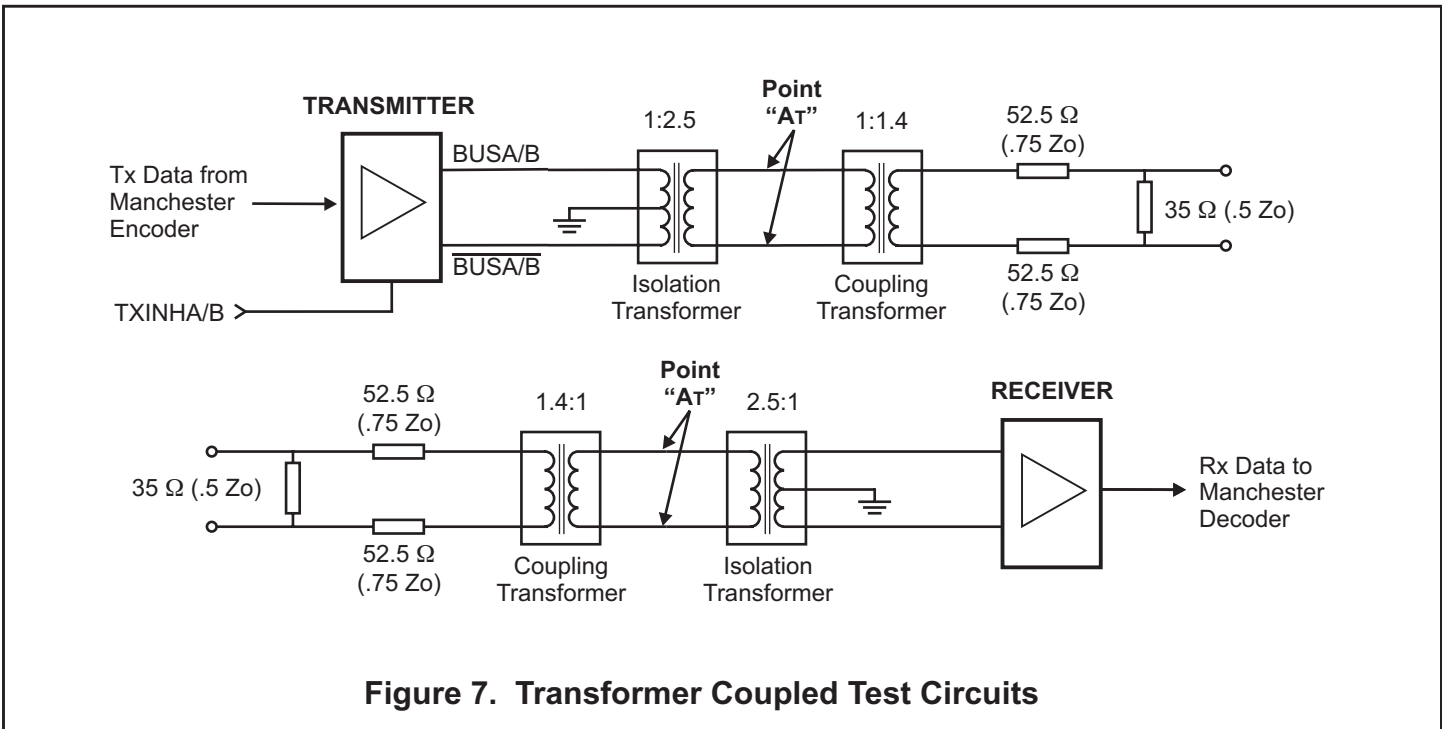 TRANSMITTER
Tx Data from
Manchester
Encoder
TXINHA/B
BUSA/B
BUSA/B
1:2.5
Isolation
Transformer
Point
“AT”
1:1.4
Coupling
Transformer
52.5 Ω
(.75 Zo)
35 Ω (.5 Zo)
52.5 Ω
(.75 Zo)
35 Ω (.5 Zo)
52.5 Ω
(.75 Zo)
52.5 Ω
(.75 Zo)
1.4:1
Coupling
Transformer
Point
“AT”
2.5:1
Isolation
Transformer
RECEIVER
Rx Data to
Manchester
Decoder
Figure 7. Transformer Coupled Test Circuits